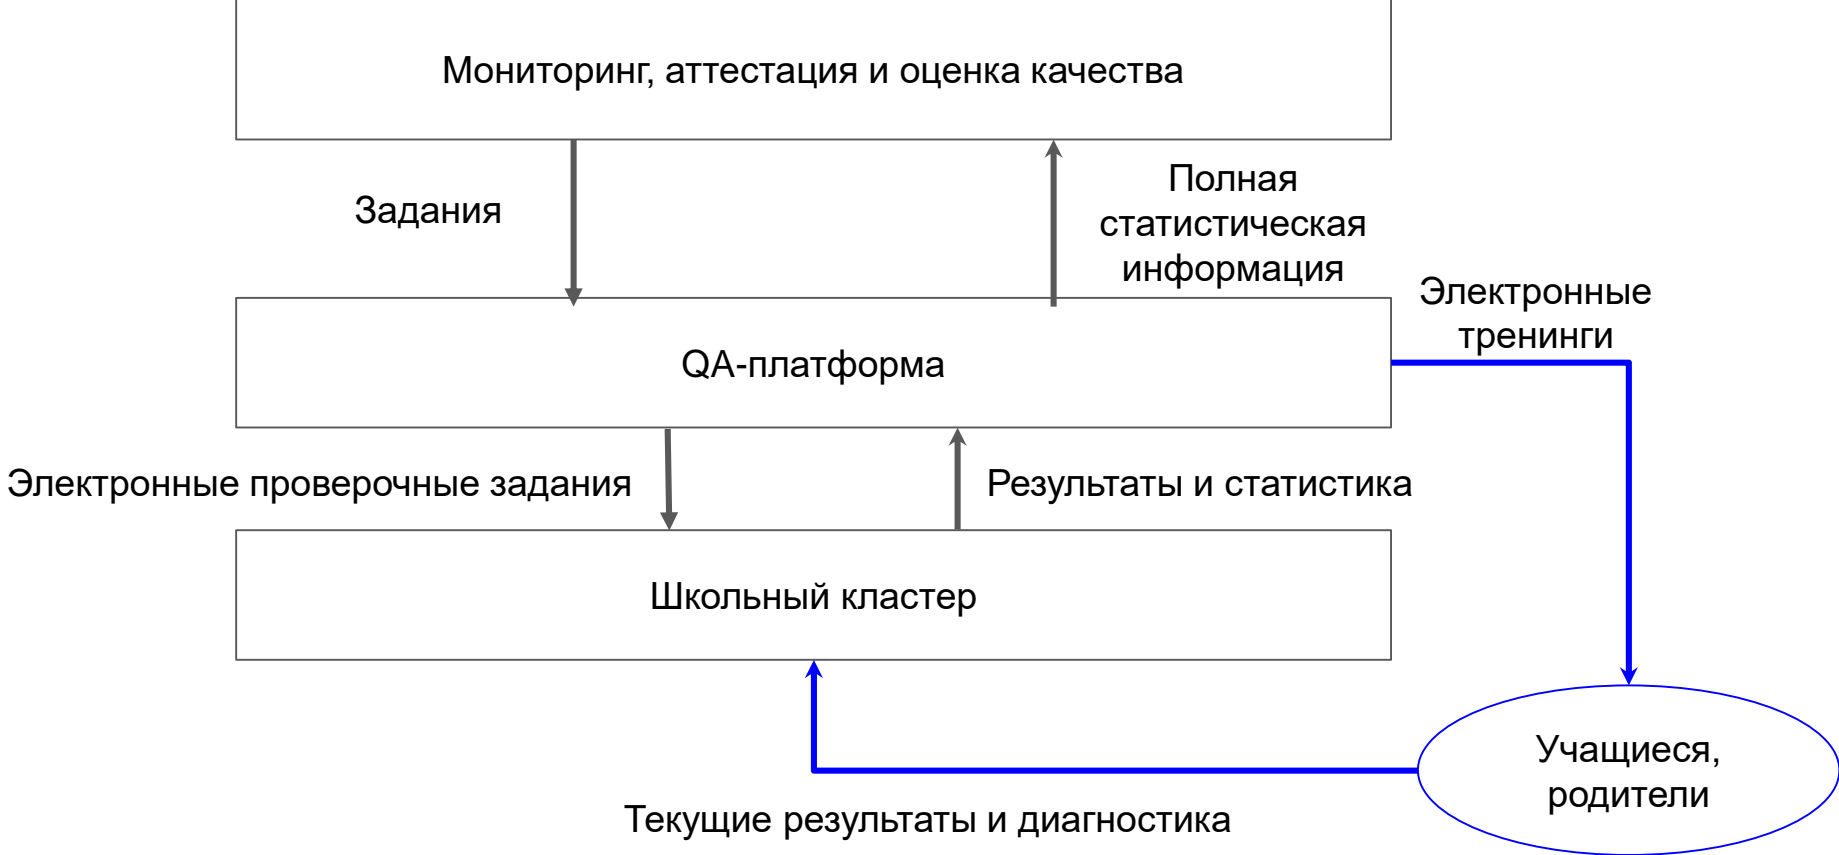 Мониторинг, аттестация и оценка качества
Задания
Полная
статистическая
информация
Электронные
тренинги
QA-платформа
Электронные проверочные задания
Результаты и статистика
Школьный кластер
Учащиеся,
родители
Текущие результаты и диагностика